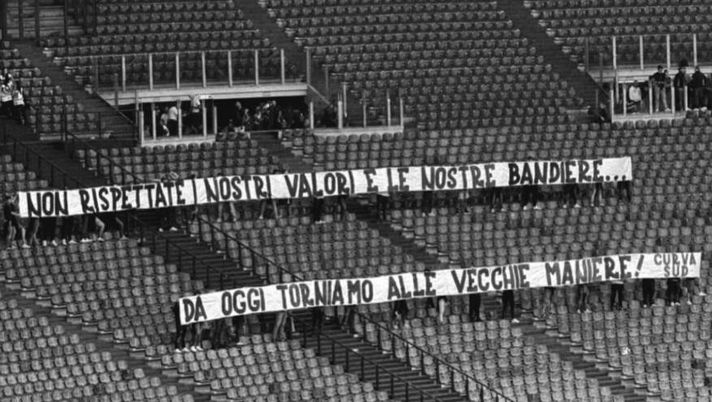 NON RISPETTATE I NOSTRI VALORI E LE NOSTRE BANDIERE...
DA OGGI TORNIAMO ALLE VECCHIE MANIERE! CURVA
SUD